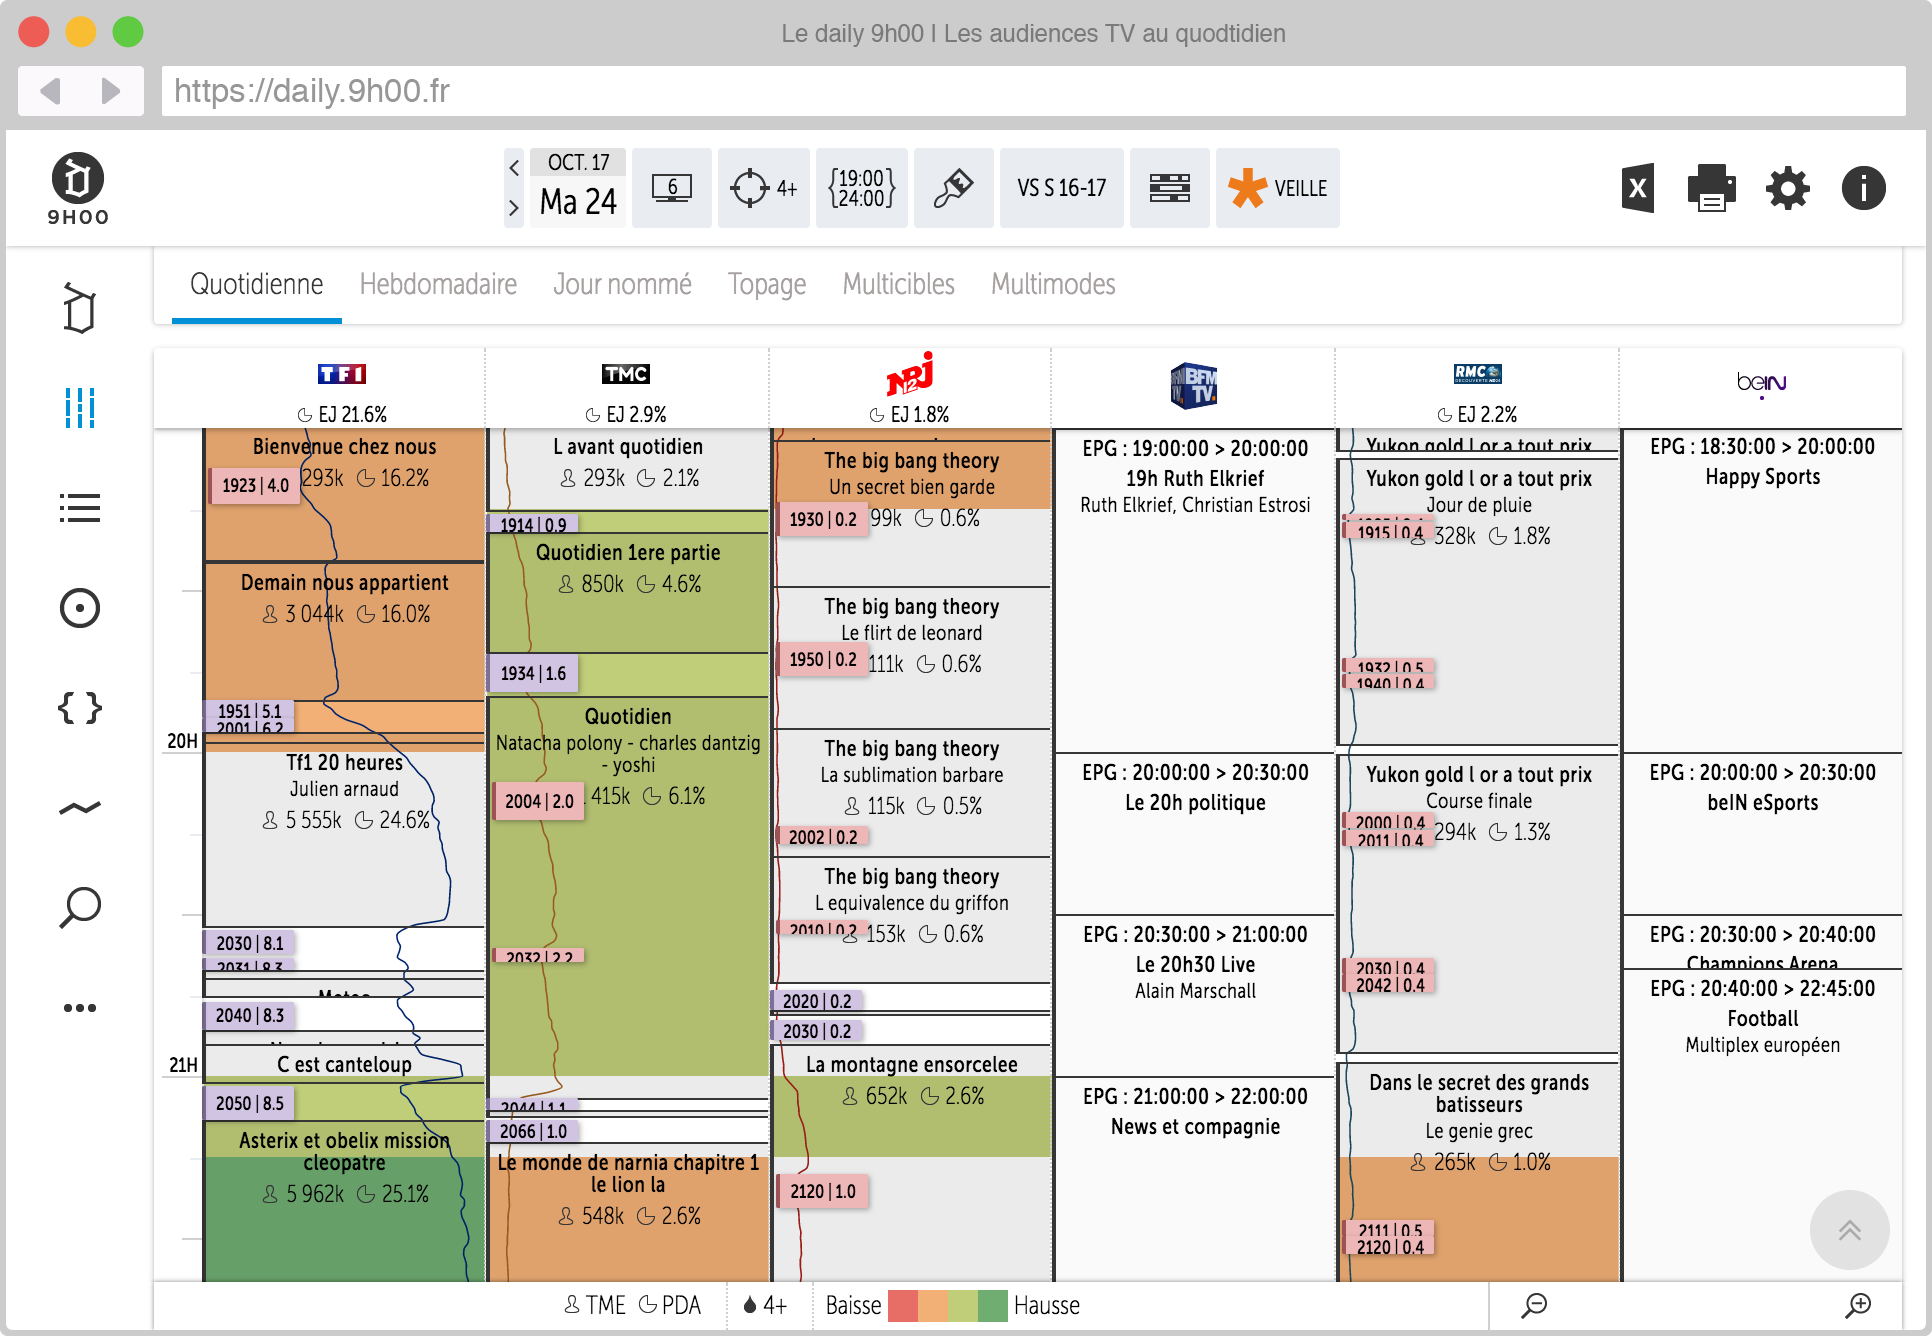 Le daily 9h00 I Les audiences TV au quodtidien
https://daily.9h00.fr
9H00
OCT. 17
Ma 24
6
4+
{19:00
24:00}
VS S 16-17
VEILLE
X
i
Quotidienne Hebdomadaire Jour nommé Topage Multicibles Multimodes
TF1
EJ 21.6%
TMC
EJ 2.9%
NRJ 12
EJ 1.8%
BFM TV.
RMC DECOUVERTE
EJ 2.2%
beIN
20H
21H
Bienvenue chez nous
293k 16.2%
1923 | 4.0
Demain nous appartient
3 044k 16.0%
1951 | 5.1
2001 | 6.2
Tf1 20 heures
Julien arnaud
5 555k 24.6%
2030 | 8.1
2031 | 8.3
Meteo
2040 | 8.3
C est canteloup
2050 | 8.5
Asterix et obelix mission
cleopatre
5 962k 25.1%
L avant quotidien
293k 2.1%
1914 | 0.9
Quotidien 1ere partie
850k 4.6%
1934 | 1.6
Quotidien
Natacha polony - charles dantzig
- yoshi
415k 6.1%
2004 | 2.0
2032 | 2.2
2044 | 1.1
2066 | 1.0
Le monde de narnia chapitre 1
le lion la
548k 2.6%
The big bang theory
Un secret bien garde
99k 0.6%
1930 | 0.2
The big bang theory
Le flirt de leonard
111k 0.6%
1950 | 0.2
The big bang theory
La sublimation barbare
115k 0.5%
2002 | 0.2
The big bang theory
L equivalence du griffon
153k 0.6%
2010 | 0.2
2020 | 0.2
2030 | 0.2
La montagne ensorcelee
652k 2.6%
2120 | 1.0
EPG : 19:00:00 > 20:00:00
19h Ruth Elkrief
Ruth Elkrief, Christian Estrosi
EPG : 20:00:00 > 20:30:00
Le 20h politique
EPG : 20:30:00 > 21:00:00
Le 20h30 Live
Alain Marschall
EPG : 21:00:00 > 22:00:00
News et compagnie
Yukon gold l or a tout prix
Yukon gold l or a tout prix
Jour de pluie
328k 1.8%
1915 | 0.4
1932 | 0.5
1940 | 0.4
Yukon gold l or a tout prix
Course finale
294k 1.3%
2000 | 0.4
2011 | 0.4
2030 | 0.4
2042 | 0.4
Dans le secret des grands
batisseurs
Le genie grec
265k 1.0%
2111 | 0.5
2120 | 0.4
EPG : 18:30:00 > 20:00:00
Happy Sports
EPG : 20:00:00 > 20:30:00
beIN eSports
EPG : 20:30:00 > 20:40:00
Champions Arena
EPG : 20:40:00 > 22:45:00
Football
Multiplex européen
TME PDA 4+ Baisse Hausse